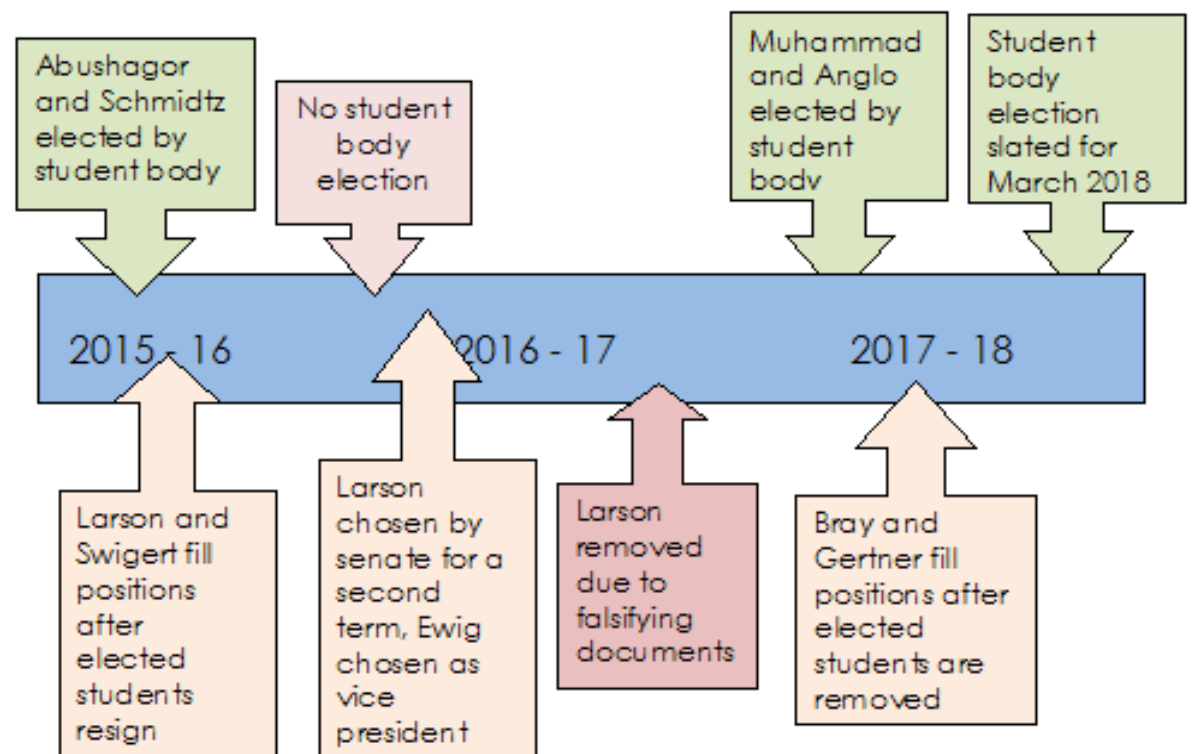 Abushagor
and Schmidtz
elected by
student body
No student
body
election
Muhammad
and Anglo
elected by
student
body
Student
body
election
slated for
March 2018
2015 - 16
2016 - 17
2017 - 18
Larson and
Swigert fill
positions
after
elected
students
resign
Larson
chosen by
senate for a
second
term, Ewig
chosen as
vice
president
Larson
removed
due to
falsifying
documents
Bray and
Gertner fill
positions after
elected
students are
removed